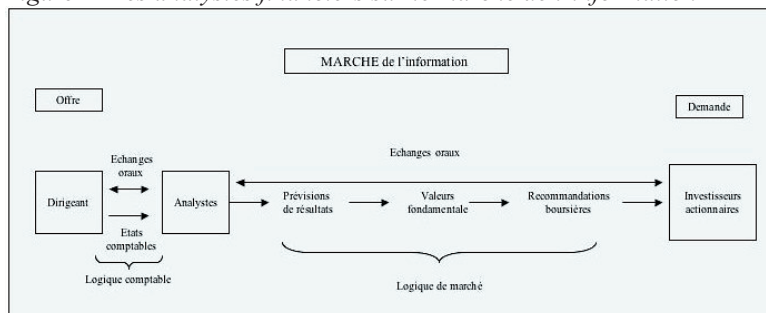 MARCHE de l'information
Offre
Demande
Echanges oraux
Echanges
oraux
Dirigeant
Analystes
Prévisions
de résultats
Valeurs
fondamentale
Recommandations
boursières
Investisseurs
actionnaires
Etats
comptables
Logique comptable
Logique de marché